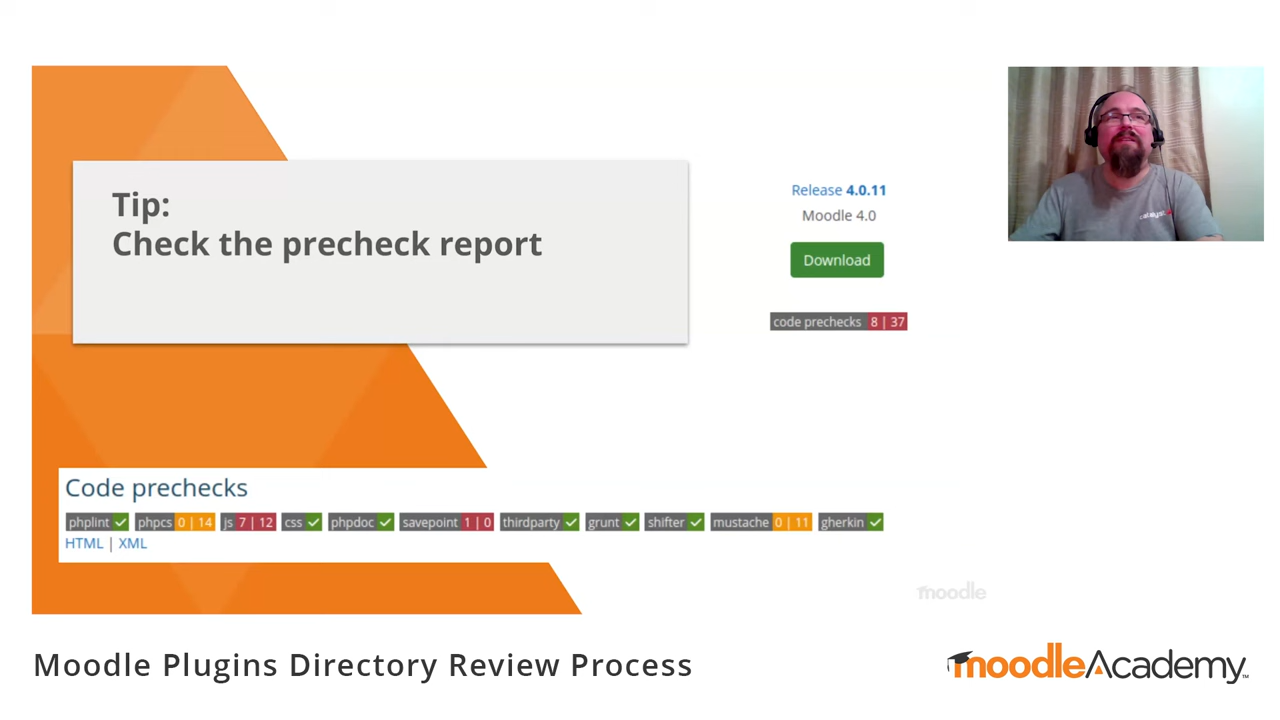 Tip:
Check the precheck report
Release 4.0.11
Moodle 4.0
Download
code prechecks 8 | 37
catalyst
Code prechecks
phplint phpcs 0 | 14 js 7 | 12 css phpdoc savepoint 1 | 0 thirdparty grunt shifter mustache 0 | 11 gherkin
HTML | XML
moodle
Moodle Plugins Directory Review Process
moodleAcademy™